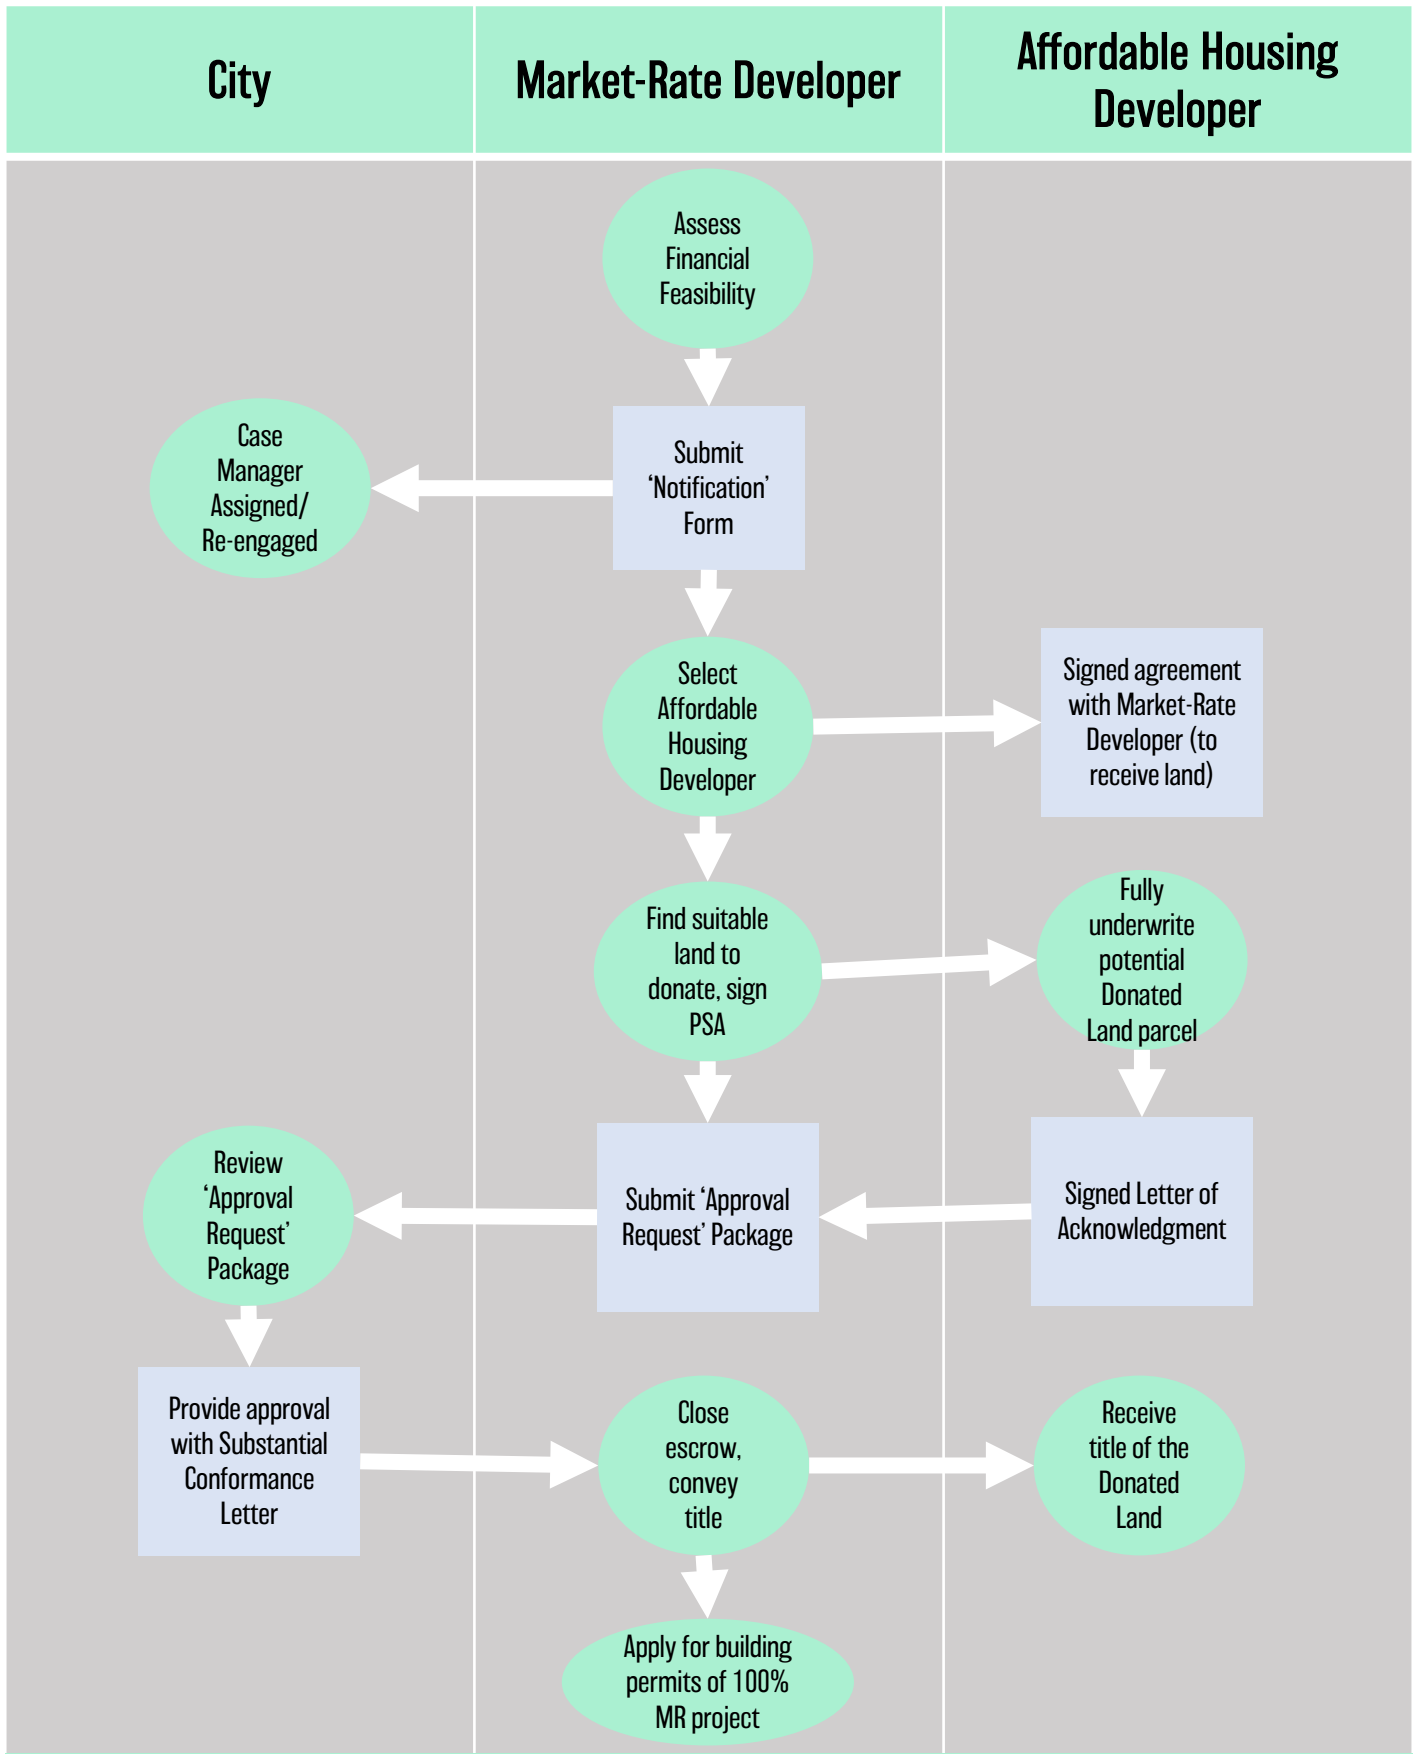 City
Market-Rate Developer
Affordable Housing
Developer
Assess
Financial
Feasibility
Case
Manager
Assigned/
Re-engaged
Submit
‘Notification’
Form
Select
Affordable
Housing
Developer
Signed agreement
with Market-Rate
Developer (to
receive land)
Find suitable
land to
donate, sign
PSA
Fully
underwrite
potential
Donated
Land parcel
Review
‘Approval
Request’
Package
Submit ‘Approval
Request’ Package
Signed Letter of
Acknowledgment
Provide approval
with Substantial
Conformance
Letter
Close
escrow,
convey
title
Receive
title of the
Donated
Land
Apply for building
permits of 100%
MR project